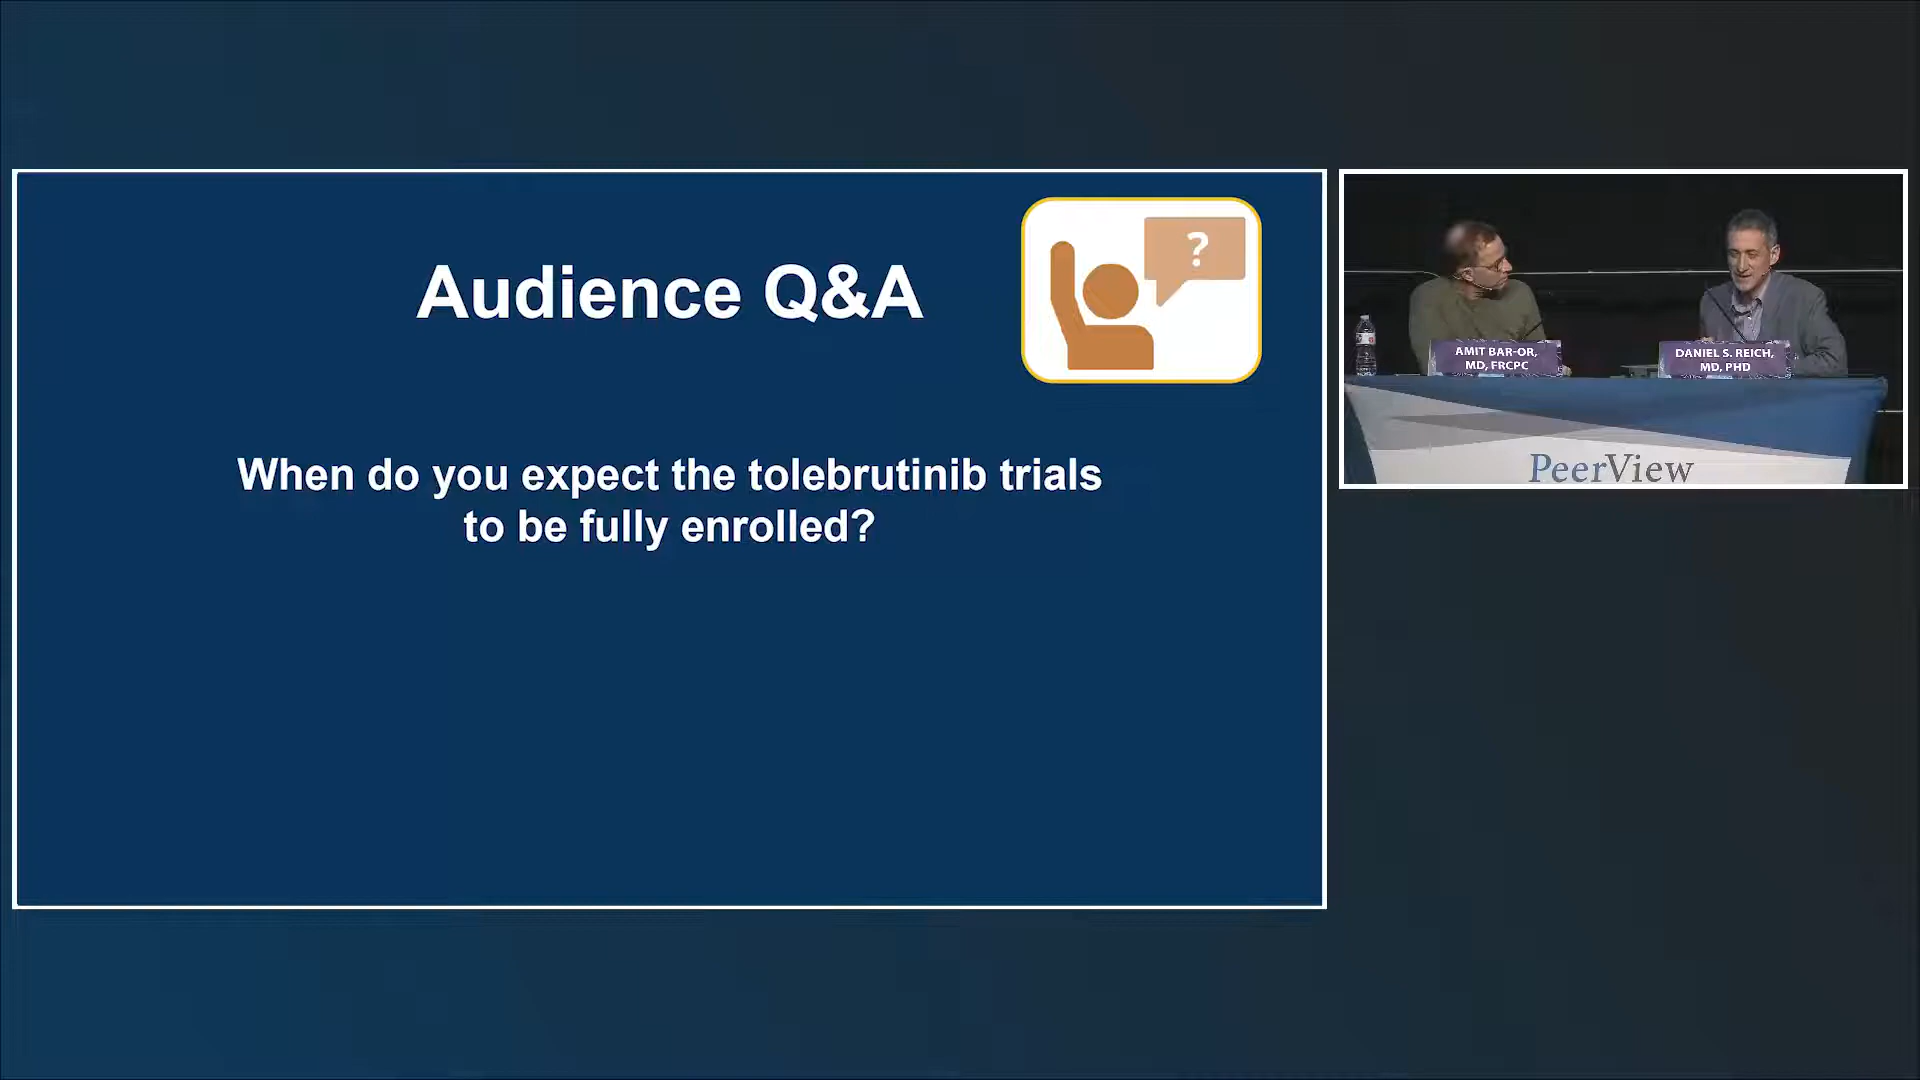 Audience Q&A
?
When do you expect the tolebrutinib trials
to be fully enrolled?
AMIT BAR-OR,
MD, FRCPC
DANIEL S. REICH,
MD, PHD
PeerView